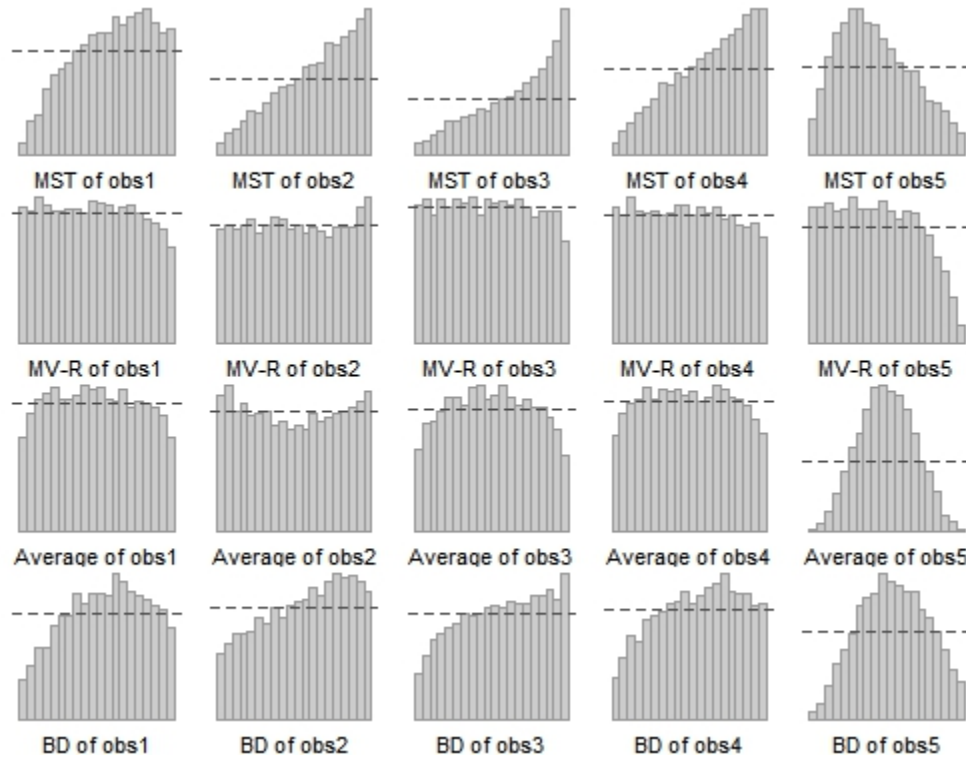 MST of obs1 MST of obs2 MST of obs3 MST of obs4 MST of obs5
MV-R of obs1 MV-R of obs2 MV-R of obs3 MV-R of obs4 MV-R of obs5
Average of obs1 Average of obs2 Average of obs3 Average of obs4 Average of obs5
BD of obs1 BD of obs2 BD of obs3 BD of obs4 BD of obs5